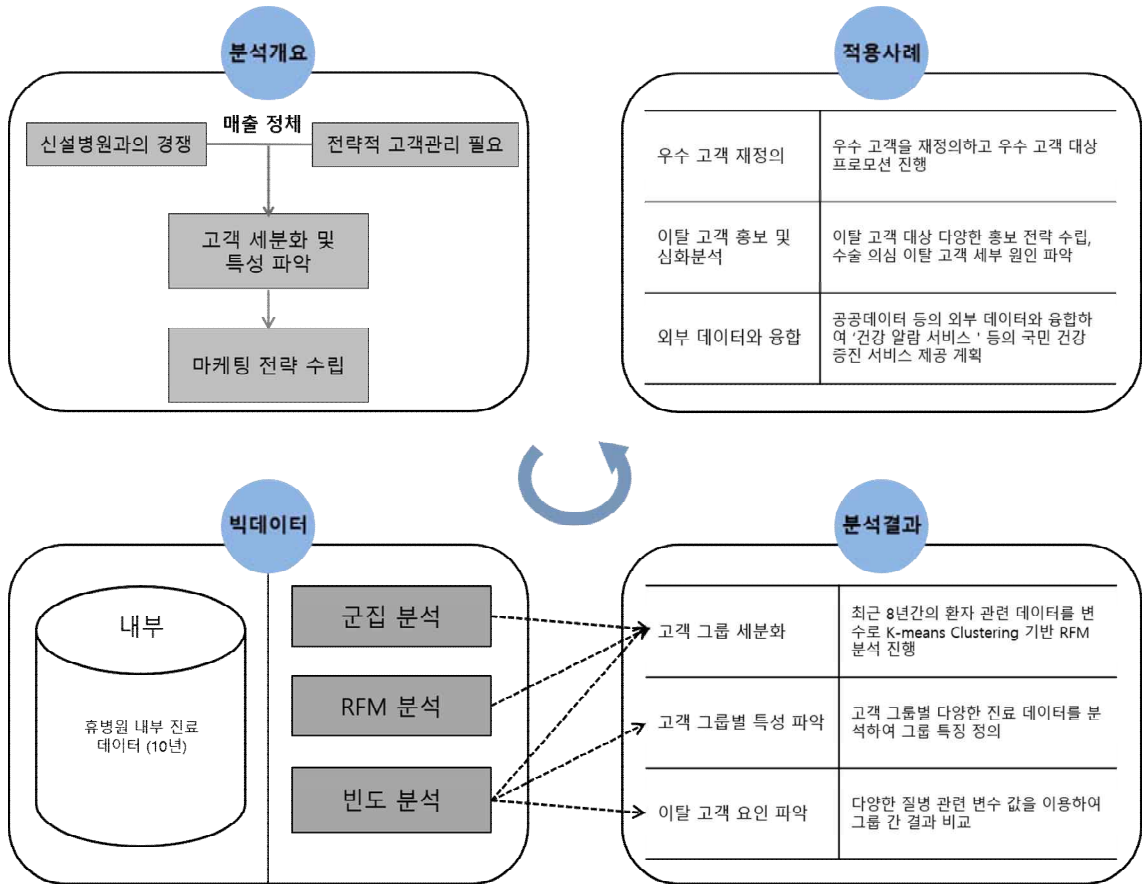 분석개요
매출 정체
신설병원과의 경쟁
전략적 고객관리 필요
고객 세분화 및
특성 파악
마케팅 전략 수립
적용사례
우수 고객 재정의
우수 고객을 재정의하고 우수 고객 대상
프로모션 진행
이탈 고객 홍보 및
심화분석
이탈 고객 대상 다양한 홍보 전략 수립,
수술 의심 이탈 고객 세부 원인 파악
외부 데이터와 융합
공공데이터 등의 외부 데이터와 융합하
여 ‘건강 알람 서비스 ' 등의 국민 건강
증진 서비스 제공 계획
빅데이터
내부
휴병원 내부 진료
데이터 (10년)
군집 분석
RFM 분석
빈도 분석
분석결과
고객 그룹 세분화
최근 8년간의 환자 관련 데이터를 변
수로 K-means Clustering 기반 RFM
분석 진행
고객 그룹별 특성 파악
고객 그룹별 다양한 진료 데이터를 분
석하여 그룹 특징 정의
이탈 고객 요인 파악
다양한 질병 관련 변수 값을 이용하여
그룹 간 결과 비교